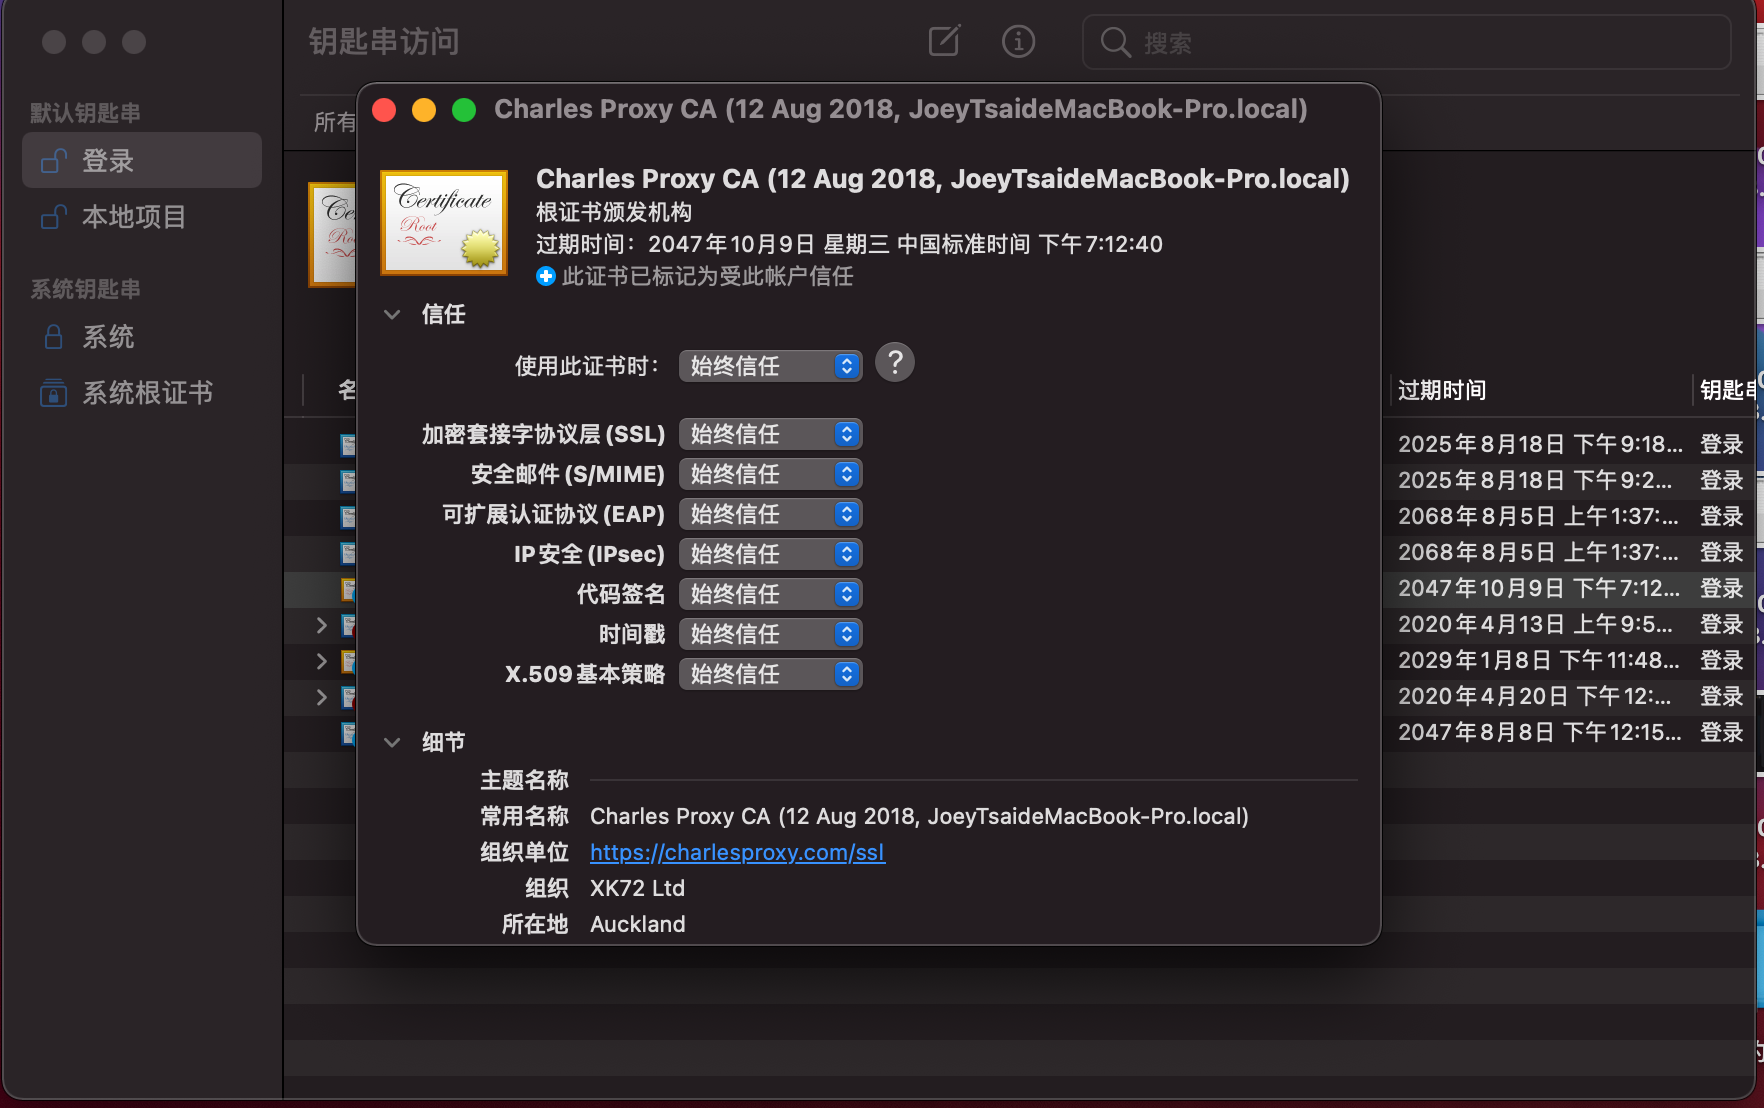 钥匙串访问
搜索
默认钥匙串
登录
本地项目
系统钥匙串
系统
系统根证书
所有
Charles Proxy CA (12 Aug 2018, JoeyTsaideMacBook-Pro.local)
Certificate
Root
Charles Proxy CA (12 Aug 2018, JoeyTsaideMacBook-Pro.local)
根证书颁发机构
过期时间：2047年10月9日 星期三 中国标准时间 下午7:12:40
此证书已标记为受此帐户信任
信任
使用此证书时： 始终信任 ?
加密套接字协议层 (SSL) 始终信任
安全邮件 (S/MIME) 始终信任
可扩展认证协议 (EAP) 始终信任
IP 安全 (IPsec) 始终信任
代码签名 始终信任
时间戳 始终信任
X.509 基本策略 始终信任
细节
主题名称
常用名称 Charles Proxy CA (12 Aug 2018, JoeyTsaideMacBook-Pro.local)
组织单位 https://charlesproxy.com/ssl
组织 XK72 Ltd
所在地 Auckland
名
过期时间 钥匙串
2025年8月18日 下午9:18... 登录
2025年8月18日 下午9:2... 登录
2068年8月5日 上午1:37:... 登录
2068年8月5日 上午1:37:... 登录
2047年10月9日 下午7:12... 登录
2020年4月13日 上午9:5... 登录
2029年1月8日 下午11:48... 登录
2020年4月20日 下午12:... 登录
2047年8月8日 下午12:15... 登录